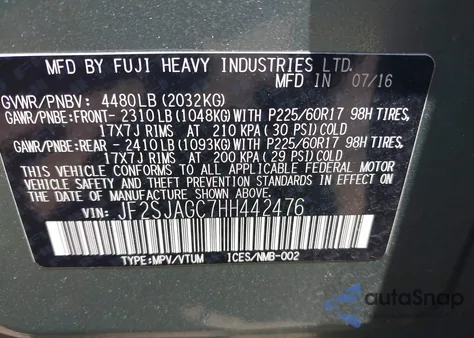 MFD BY FUJI HEAVY INDUSTRIES LTD.
MFD IN 07/16
GVWR/PNBV: 4480LB (2032KG)
GAWR/PNBE:FRONT- 2310LB (1048KG) WITH P225/60R17 98H TIRES,
17X7J RIMS AT 210 KPA (30 PSI) COLD
GAWR/PNBE:REAR - 2410LB (1093KG) WITH P225/60R17 98H TIRES,
17X7J RIMS AT 200 KPA (29 PSI) COLD
THIS VEHICLE CONFORMS TO ALL APPLICABLE FEDERAL MOTOR
VEHICLE SAFETY STANDARDS IN EFFECT ON THE
DATE OF MANUFACTURE SHOWN ABOVE.
VIN: JF2SJAGC7HH442476
TYPE:MPV/VTUM ICES/NMB-002
autoSnap